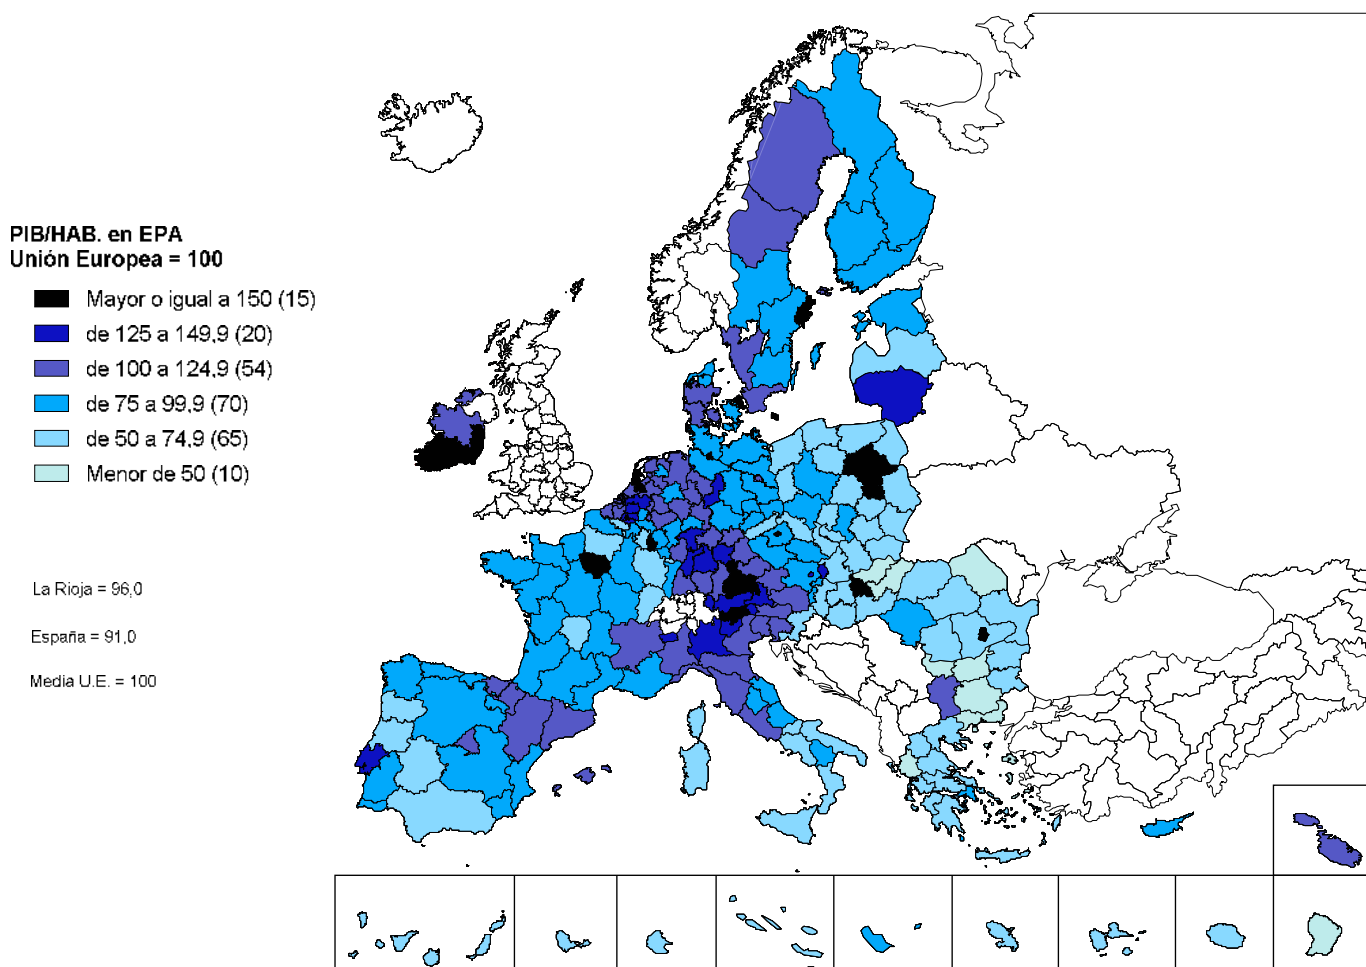 PIB/HAB. en EPA
Unión Europea = 100
Mayor o igual a 150 (15)
de 125 a 149,9 (20)
de 100 a 124,9 (54)
de 75 a 99,9 (70)
de 50 a 74,9 (65)
Menor de 50 (10)
La Rioja = 96,0
España = 91,0
Media U.E. = 100